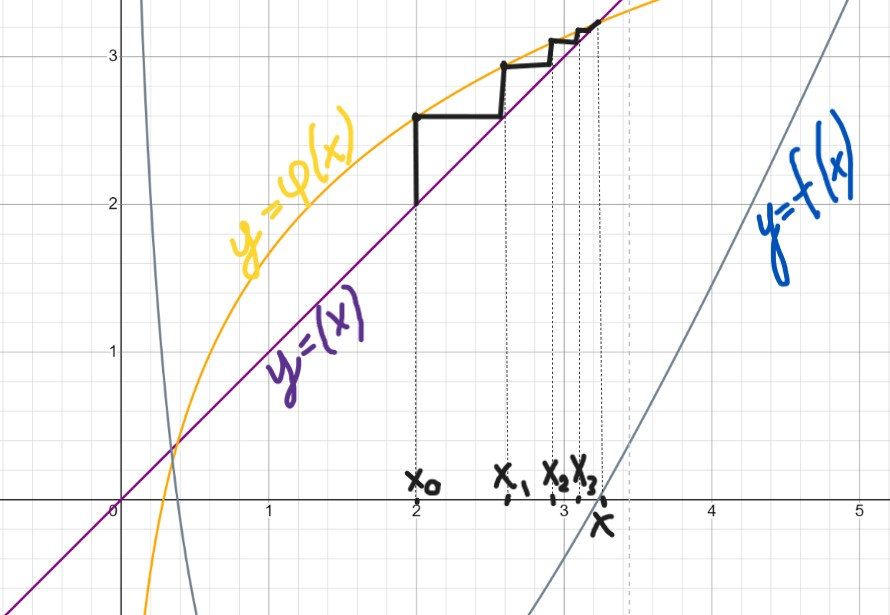 3
y=φ(x)
y=f(x)
2
y=(x)
1
x₀
x₁
x₂
x₃
0
1
2
3
4
5
x